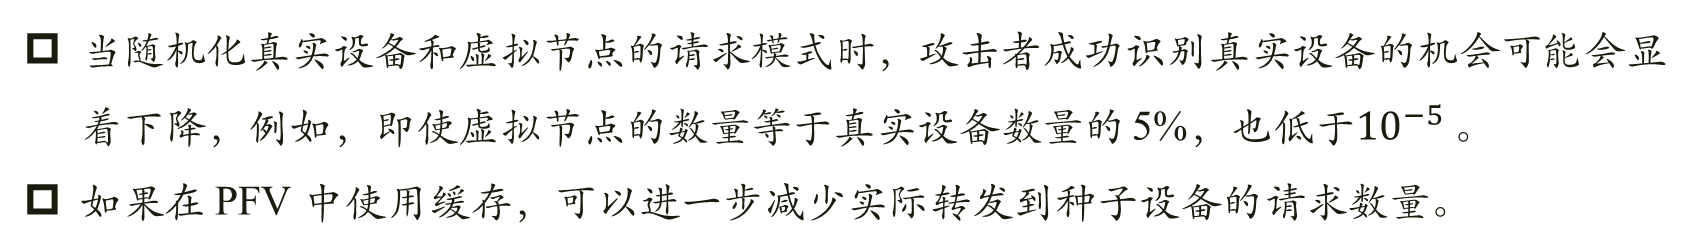 当随机化真实设备和虚拟节点的请求模式时，攻击者成功识别真实设备的机会可能会显
着下降，例如，即使虚拟节点的数量等于真实设备数量的 5%，也低于10⁻⁵ 。
如果在 PFV 中使用缓存，可以进一步减少实际转发到种子设备的请求数量。